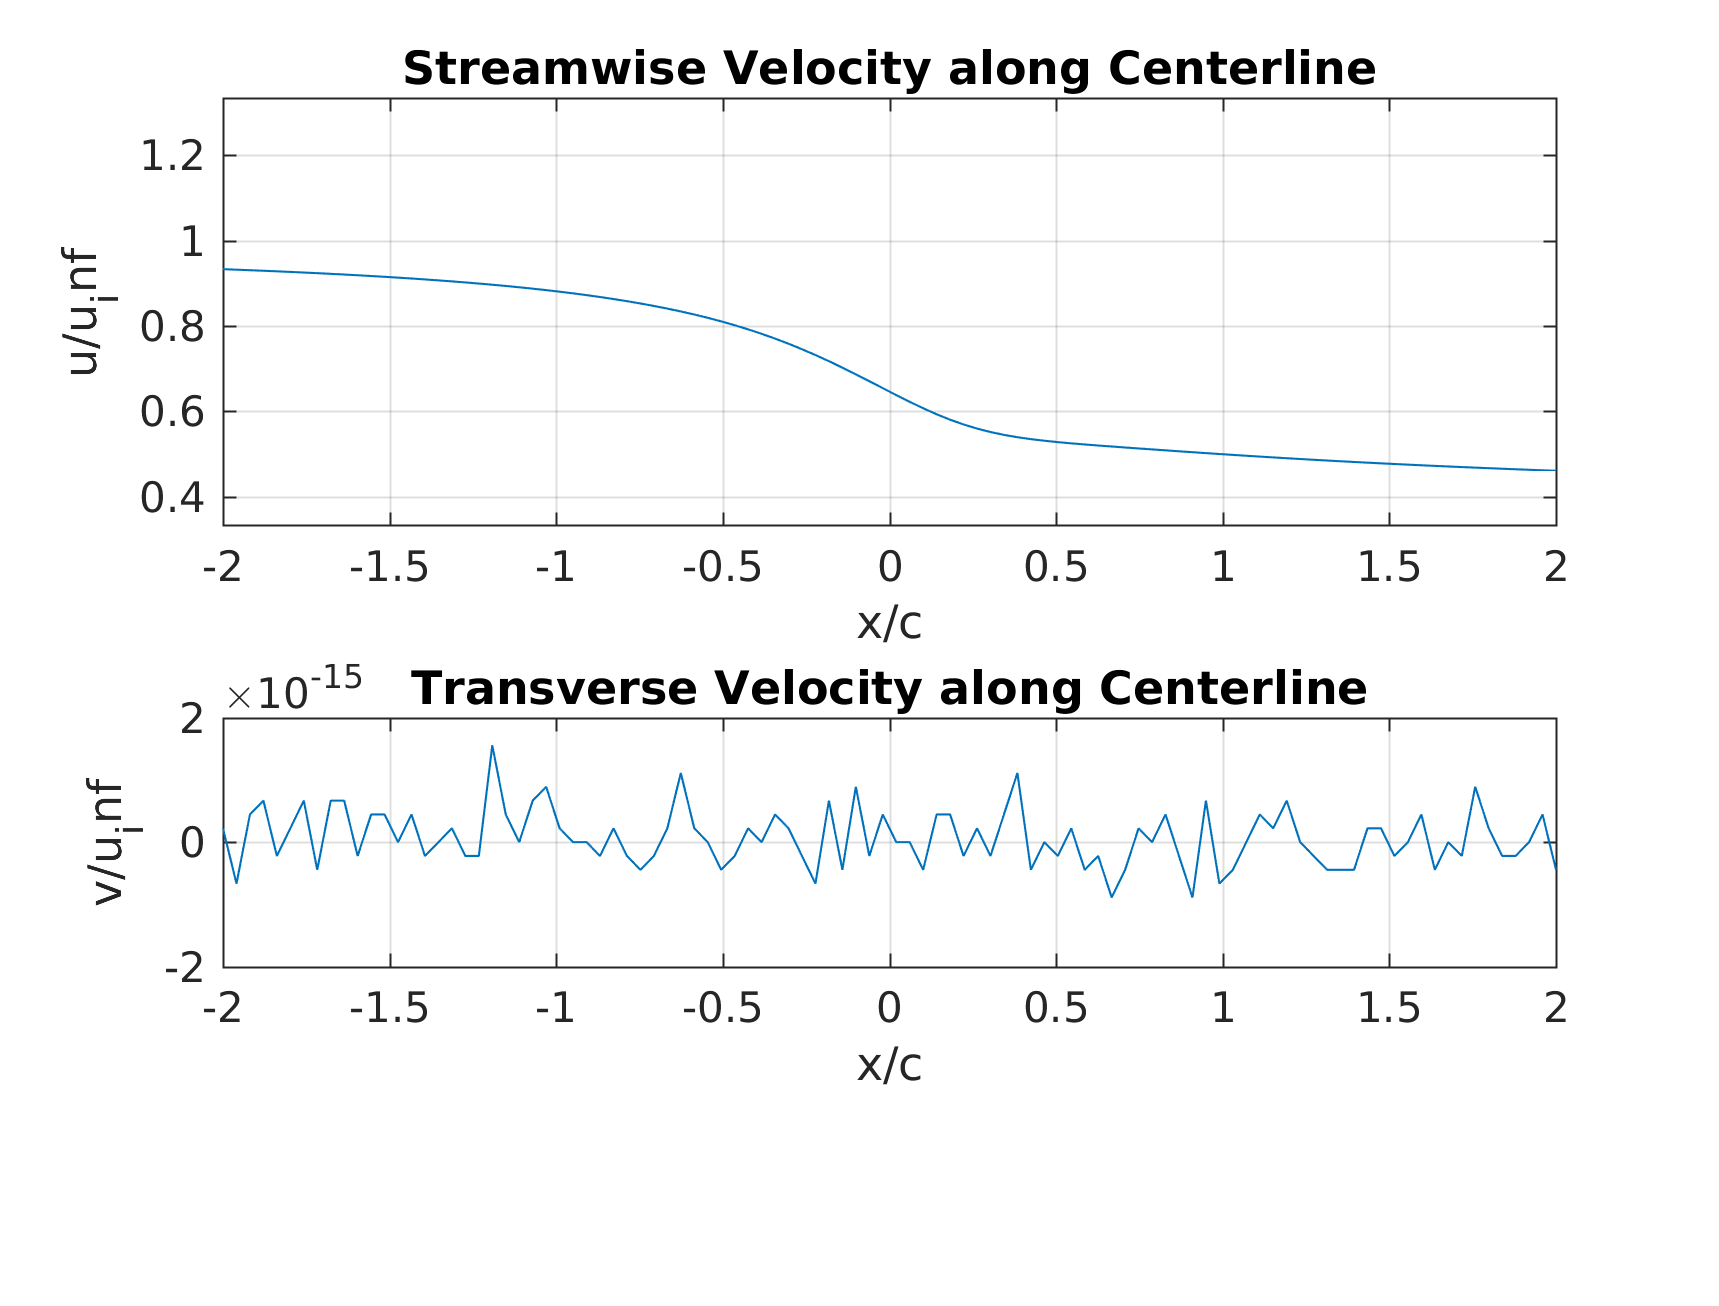 Streamwise Velocity along Centerline
1.2
1
0.8
0.6
0.4
u/u_inf
-2 -1.5 -1 -0.5 0 0.5 1 1.5 2
x/c
×10^-15
Transverse Velocity along Centerline
2
0
-2
v/u_inf
-2 -1.5 -1 -0.5 0 0.5 1 1.5 2
x/c